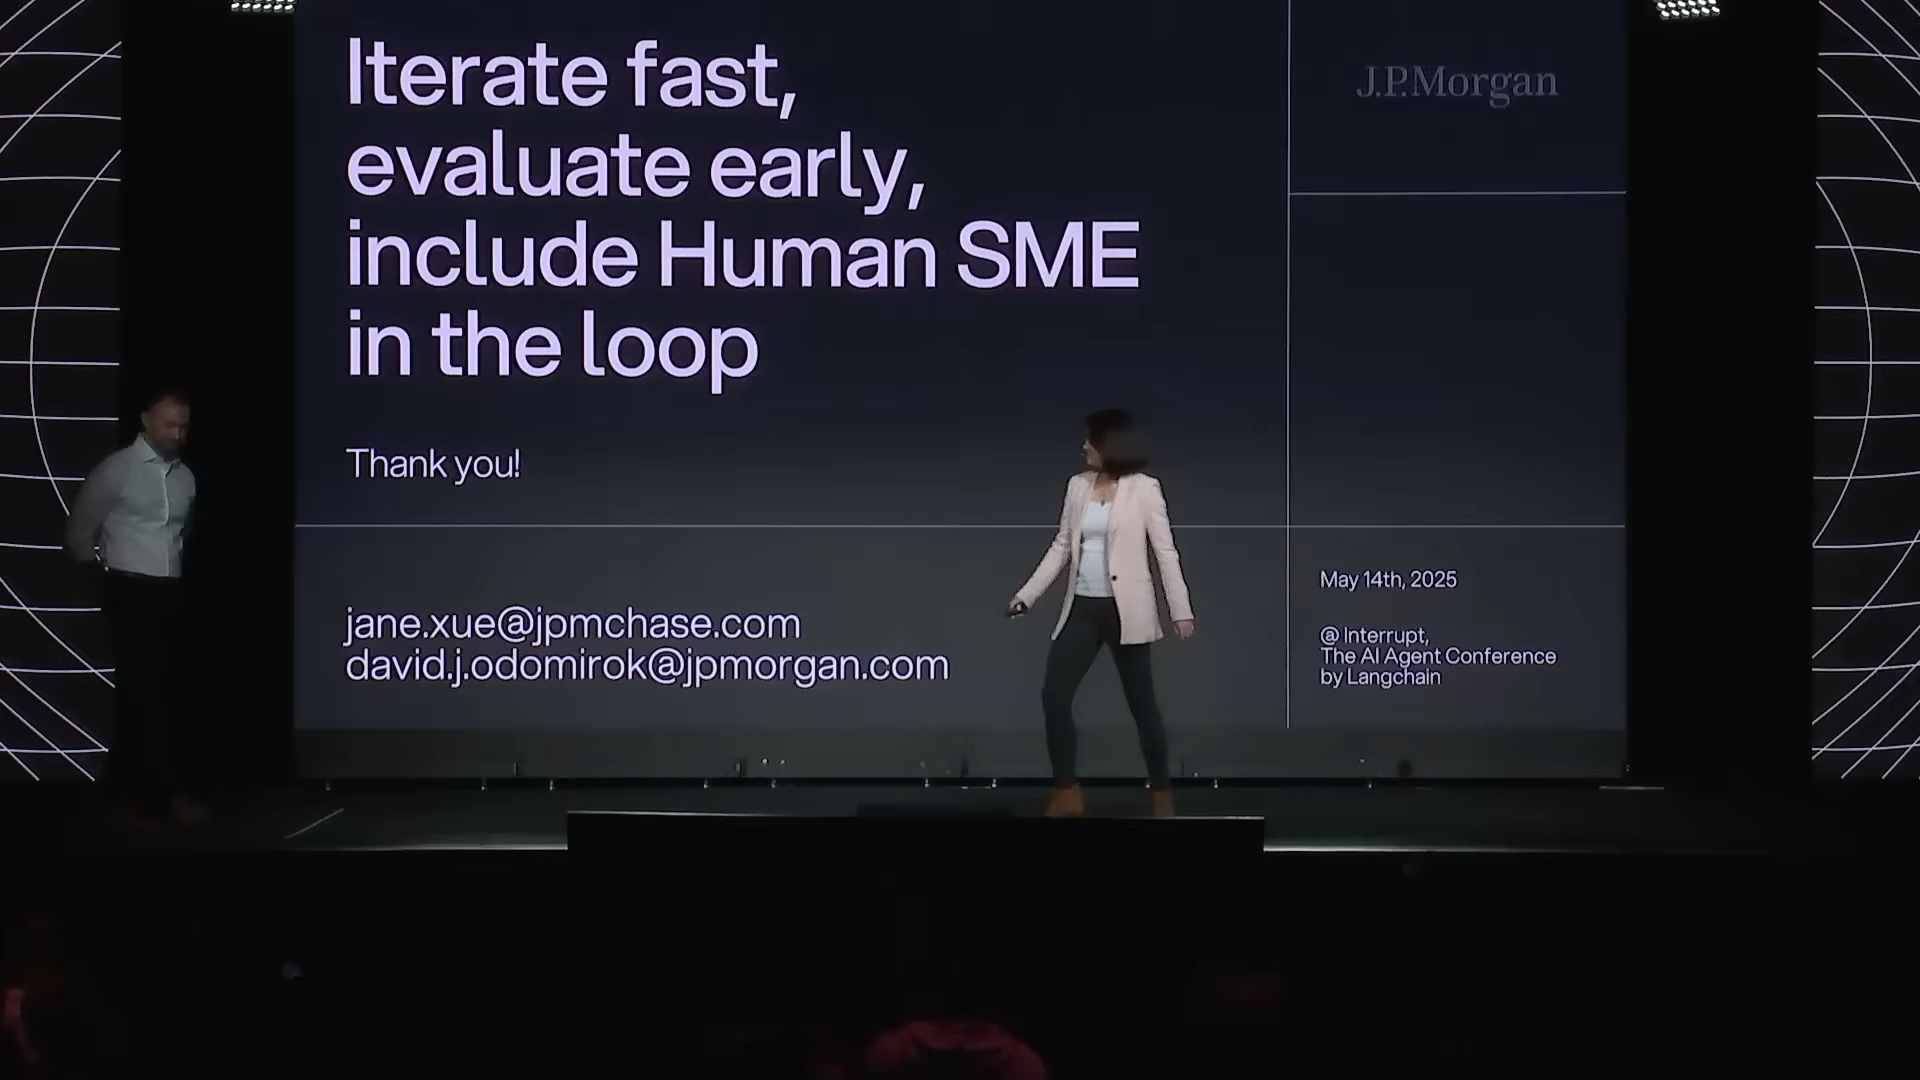 Iterate fast,
evaluate early,
include Human SME
in the loop
Thank you!
jane.xue@jpmchase.com
david.j.odomirok@jpmorgan.com
J.P.Morgan
May 14th, 2025
@ Interrupt,
The AI Agent Conference
by Langchain